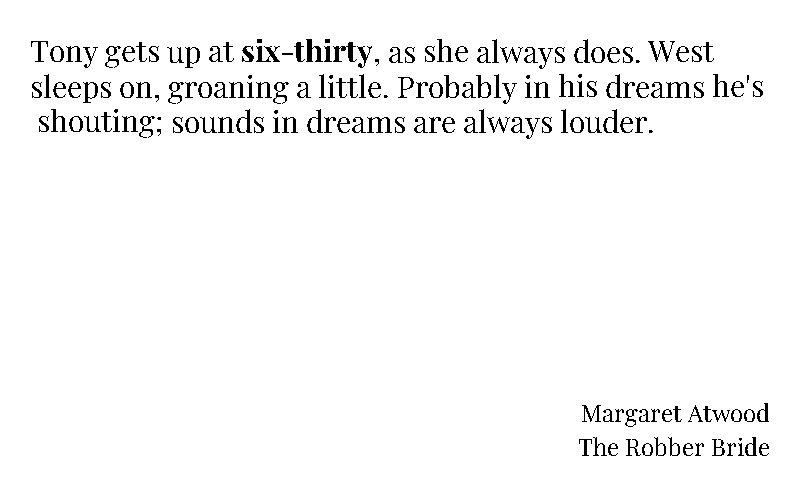 Tony gets up at six-thirty, as she always does. West
sleeps on, groaning a little. Probably in his dreams he's
shouting; sounds in dreams are always louder.
Margaret Atwood
The Robber Bride